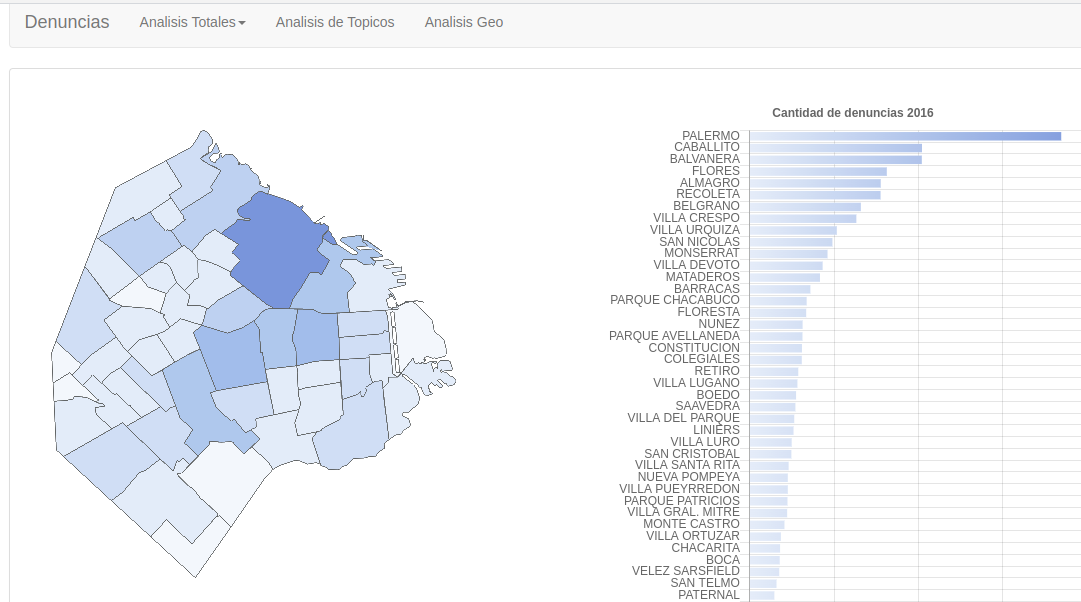 Denuncias Analisis Totales Analisis de Topicos Analisis Geo
Cantidad de denuncias 2016
PALERMO
CABALLITO
BALVANERA
FLORES
ALMAGRO
RECOLETA
BELGRANO
VILLA CRESPO
VILLA URQUIZA
SAN NICOLAS
MONSERRAT
VILLA DEVOTO
MATADEROS
BARRACAS
PARQUE CHACABUCO
FLORESTA
NUNEZ
PARQUE AVELLANEDA
CONSTITUCION
COLEGIALES
RETIRO
VILLA LUGANO
BOEDO
SAAVEDRA
VILLA DEL PARQUE
LINIERS
VILLA LURO
SAN CRISTOBAL
VILLA SANTA RITA
NUEVA POMPEYA
VILLA PUEYRREDON
PARQUE PATRICIOS
VILLA GRAL. MITRE
MONTE CASTRO
VILLA ORTUZAR
CHACARITA
BOCA
VELEZ SARSFIELD
SAN TELMO
PATERNAL